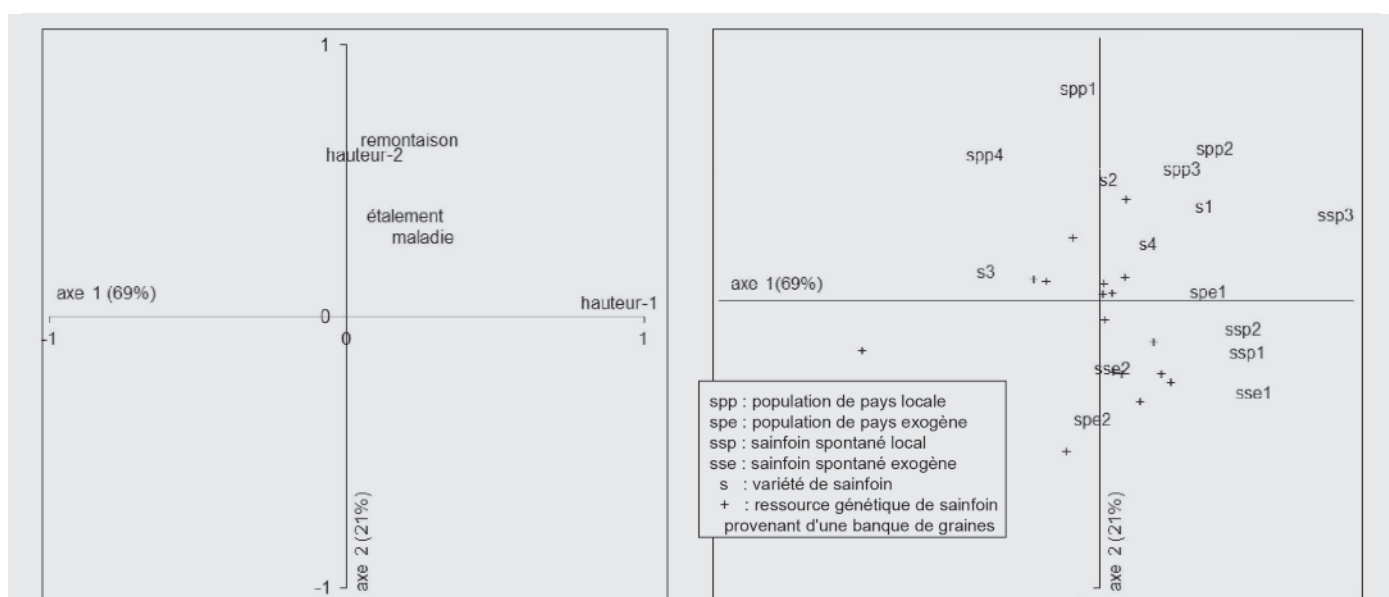 1
remontaison
hauteur-2
étalement
maladie
axe 1 (69%)
hauteur-1
0
-1
0
1
axe 2 (21%)
-1
spp1
spp4
spp2
spp3
s2
s1
ssp3
s4
s3
axe 1(69%)
spe1
ssp2
ssp1
sse2
sse1
spe2
spp : population de pays locale
spe : population de pays exogène
ssp : sainfoin spontané local
sse : sainfoin spontané exogène
s : variété de sainfoin
+ : ressource génétique de sainfoin
provenant d'une banque de graines
axe 2 (21%)